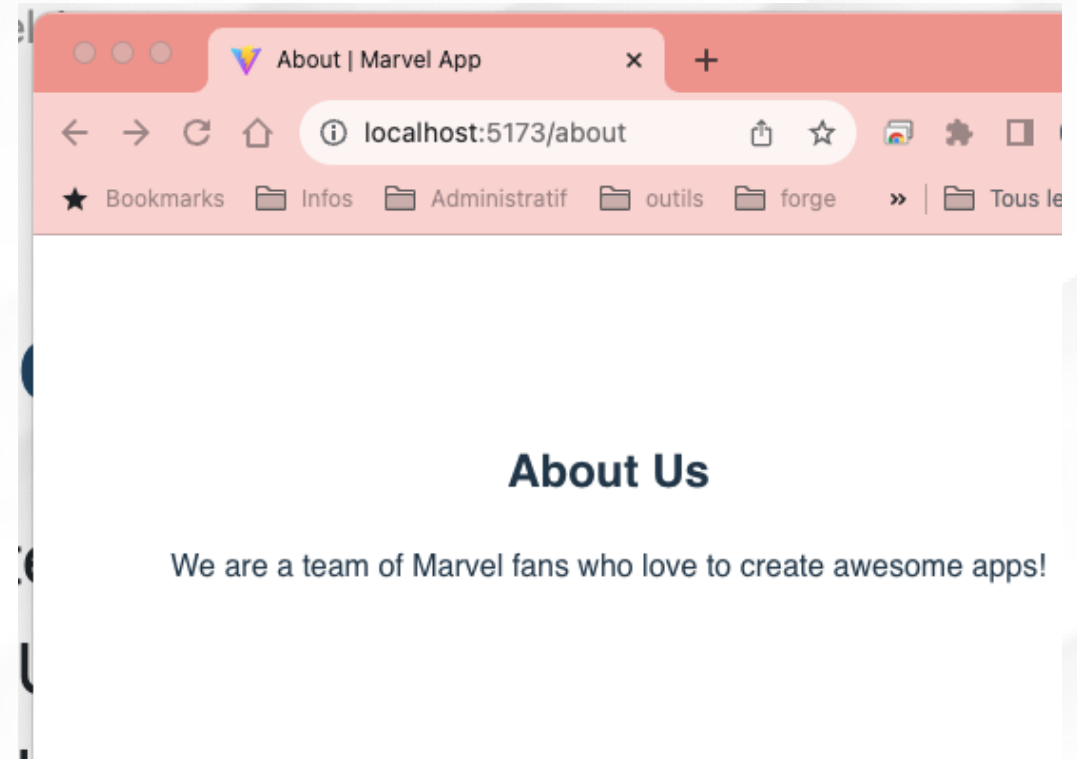 About | Marvel App
localhost:5173/about
Bookmarks Infos Administratif outils forge » Tous le
About Us
We are a team of Marvel fans who love to create awesome apps!